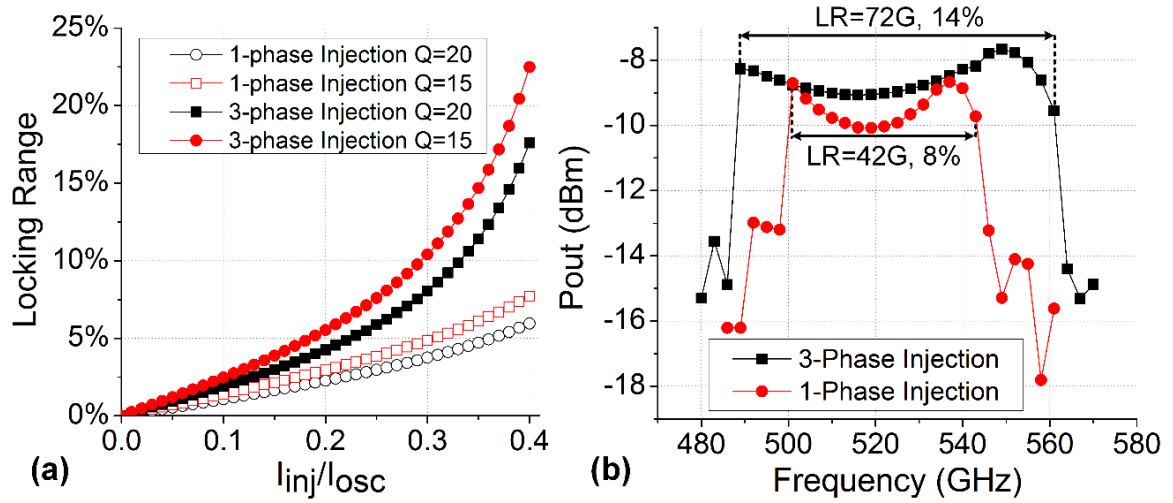 25%
20%
15%
10%
5%
0%
Locking Range
1-phase Injection Q=20
1-phase Injection Q=15
3-phase Injection Q=20
3-phase Injection Q=15
0.0 0.1 0.2 0.3 0.4
(a) Iinj/Iosc
-8
-10
-12
-14
-16
-18
Pout (dBm)
LR=72G, 14%
LR=42G, 8%
3-Phase Injection
1-Phase Injection
480 500 520 540 560 580
(b) Frequency (GHz)